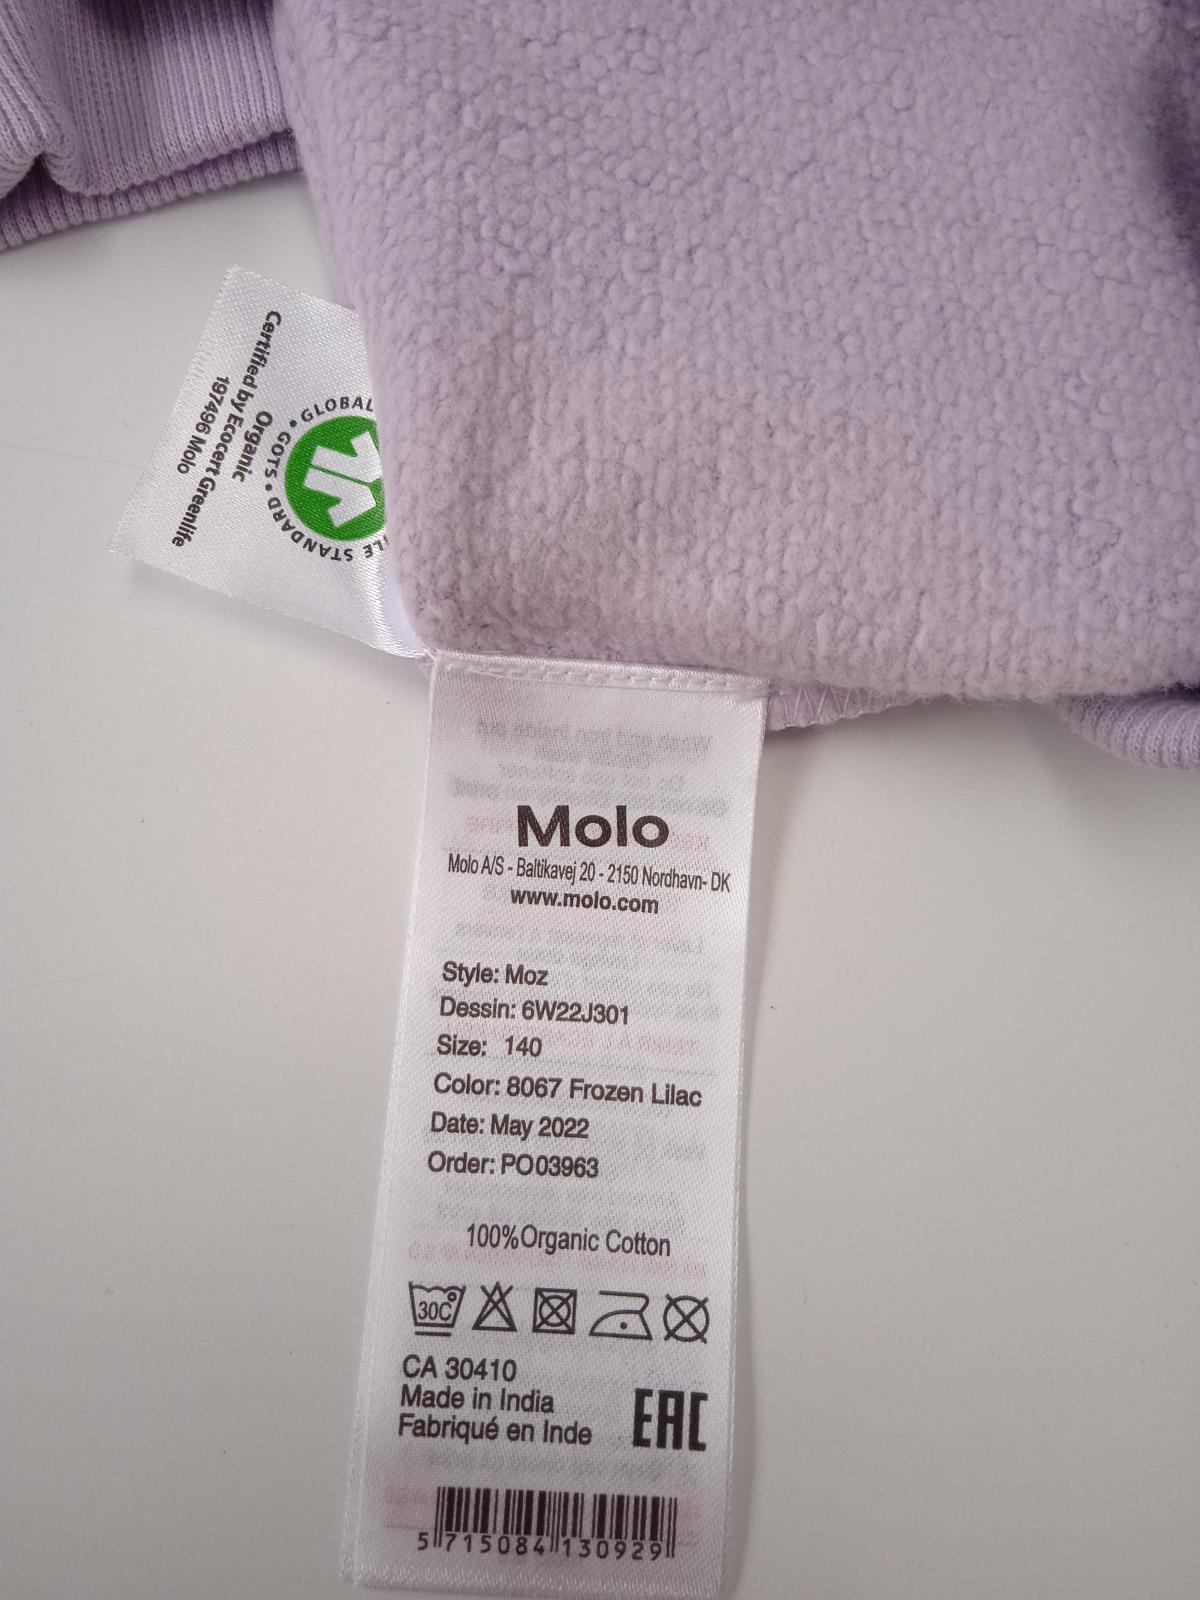 GLOBAL
GOTS
LE STANDARD
Organic
Certified by Ecocert Greenlife
197496 Molo
Molo
Molo A/S - Baltikavej 20 - 2150 Nordhavn- DK
www.molo.com
Style: Moz
Dessin: 6W22J301
Size: 140
Color: 8067 Frozen Lilac
Date: May 2022
Order: PO03963
100%Organic Cotton
30C°
CA 30410
Made in India
Fabriqué en Inde
EAC
5 715084 130929